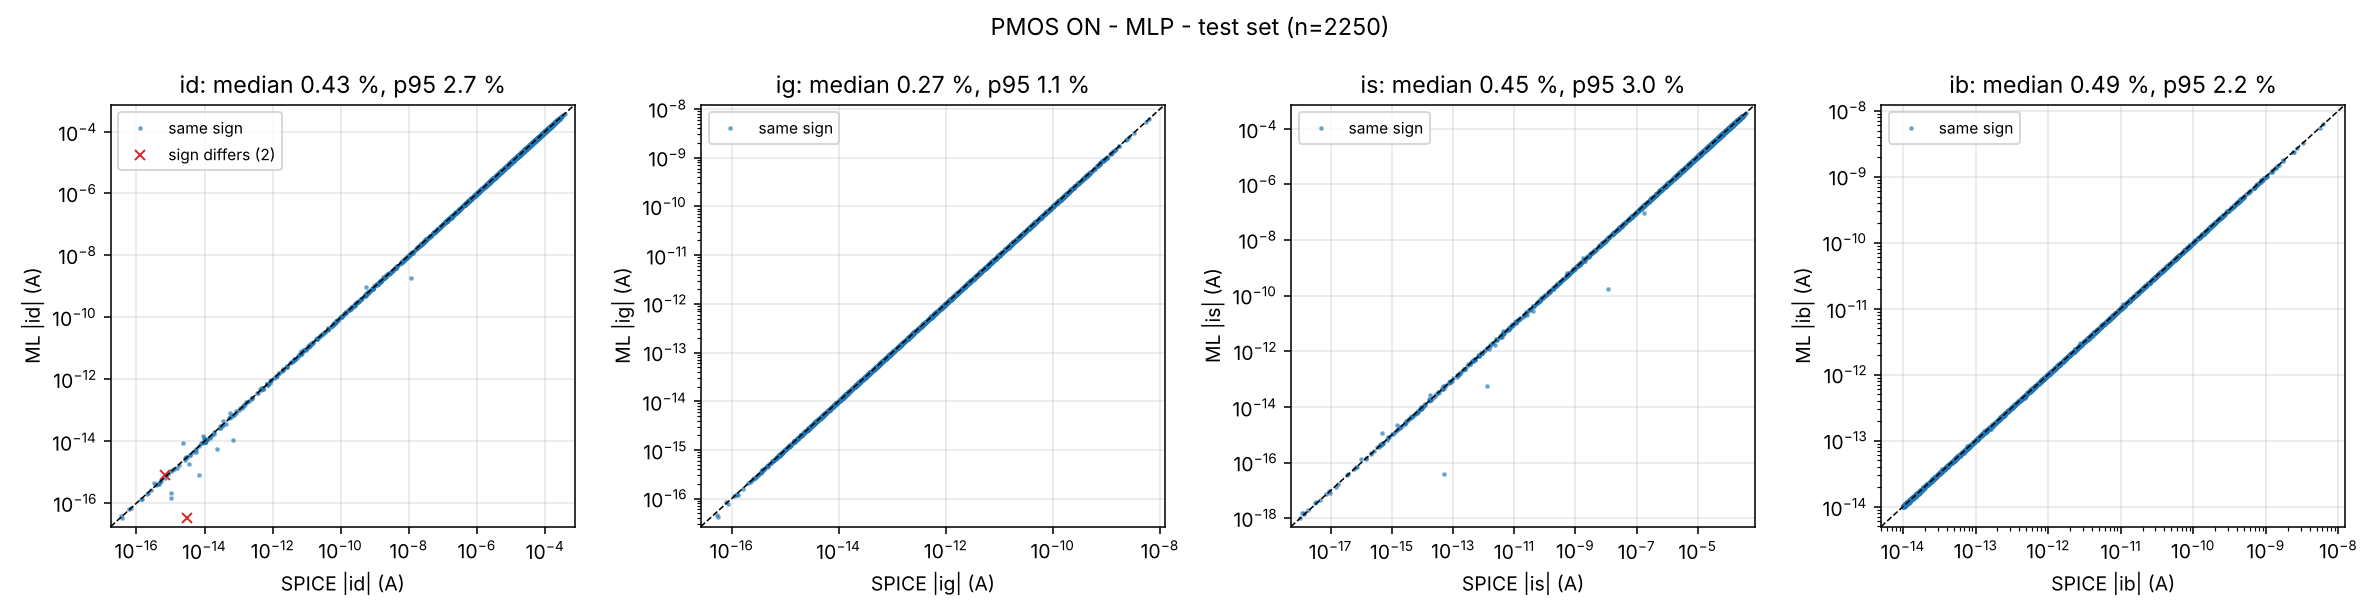 PMOS ON - MLP - test set (n=2250)
id: median 0.43 %, p95 2.7 %
same sign
sign differs (2)
ML |id| (A)
10⁻⁴
10⁻⁶
10⁻⁸
10⁻¹⁰
10⁻¹²
10⁻¹⁴
10⁻¹⁶
10⁻¹⁶ 10⁻¹⁴ 10⁻¹² 10⁻¹⁰ 10⁻⁸ 10⁻⁶ 10⁻⁴
SPICE |id| (A)
ig: median 0.27 %, p95 1.1 %
same sign
ML |ig| (A)
10⁻⁸
10⁻⁹
10⁻¹⁰
10⁻¹¹
10⁻¹²
10⁻¹³
10⁻¹⁴
10⁻¹⁵
10⁻¹⁶
10⁻¹⁶ 10⁻¹⁴ 10⁻¹² 10⁻¹⁰ 10⁻⁸
SPICE |ig| (A)
is: median 0.45 %, p95 3.0 %
same sign
ML |is| (A)
10⁻⁴
10⁻⁶
10⁻⁸
10⁻¹⁰
10⁻¹²
10⁻¹⁴
10⁻¹⁶
10⁻¹⁸
10⁻¹⁷ 10⁻¹⁵ 10⁻¹³ 10⁻¹¹ 10⁻⁹ 10⁻⁷ 10⁻⁵
SPICE |is| (A)
ib: median 0.49 %, p95 2.2 %
same sign
ML |ib| (A)
10⁻⁸
10⁻⁹
10⁻¹⁰
10⁻¹¹
10⁻¹²
10⁻¹³
10⁻¹⁴
10⁻¹⁴ 10⁻¹³ 10⁻¹² 10⁻¹¹ 10⁻¹⁰ 10⁻⁹ 10⁻⁸
SPICE |ib| (A)